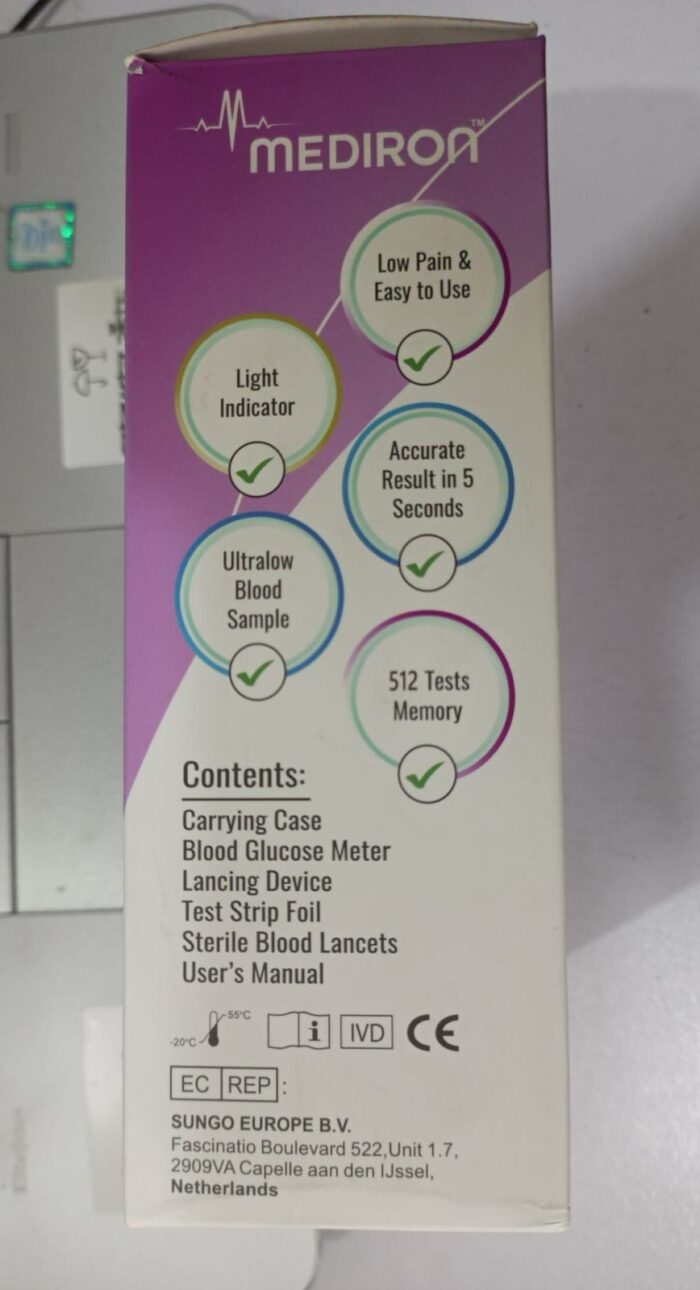 MEDIRON™
Low Pain &
Easy to Use
Light
Indicator
Accurate
Result in 5
Seconds
Ultralow
Blood
Sample
512 Tests
Memory
Contents:
Carrying Case
Blood Glucose Meter
Lancing Device
Test Strip Foil
Sterile Blood Lancets
User's Manual
-20°C 55°C
i
IVD
CE
EC REP:
SUNGO EUROPE B.V.
Fascinatio Boulevard 522,Unit 1.7,
2909VA Capelle aan den IJssel,
Netherlands